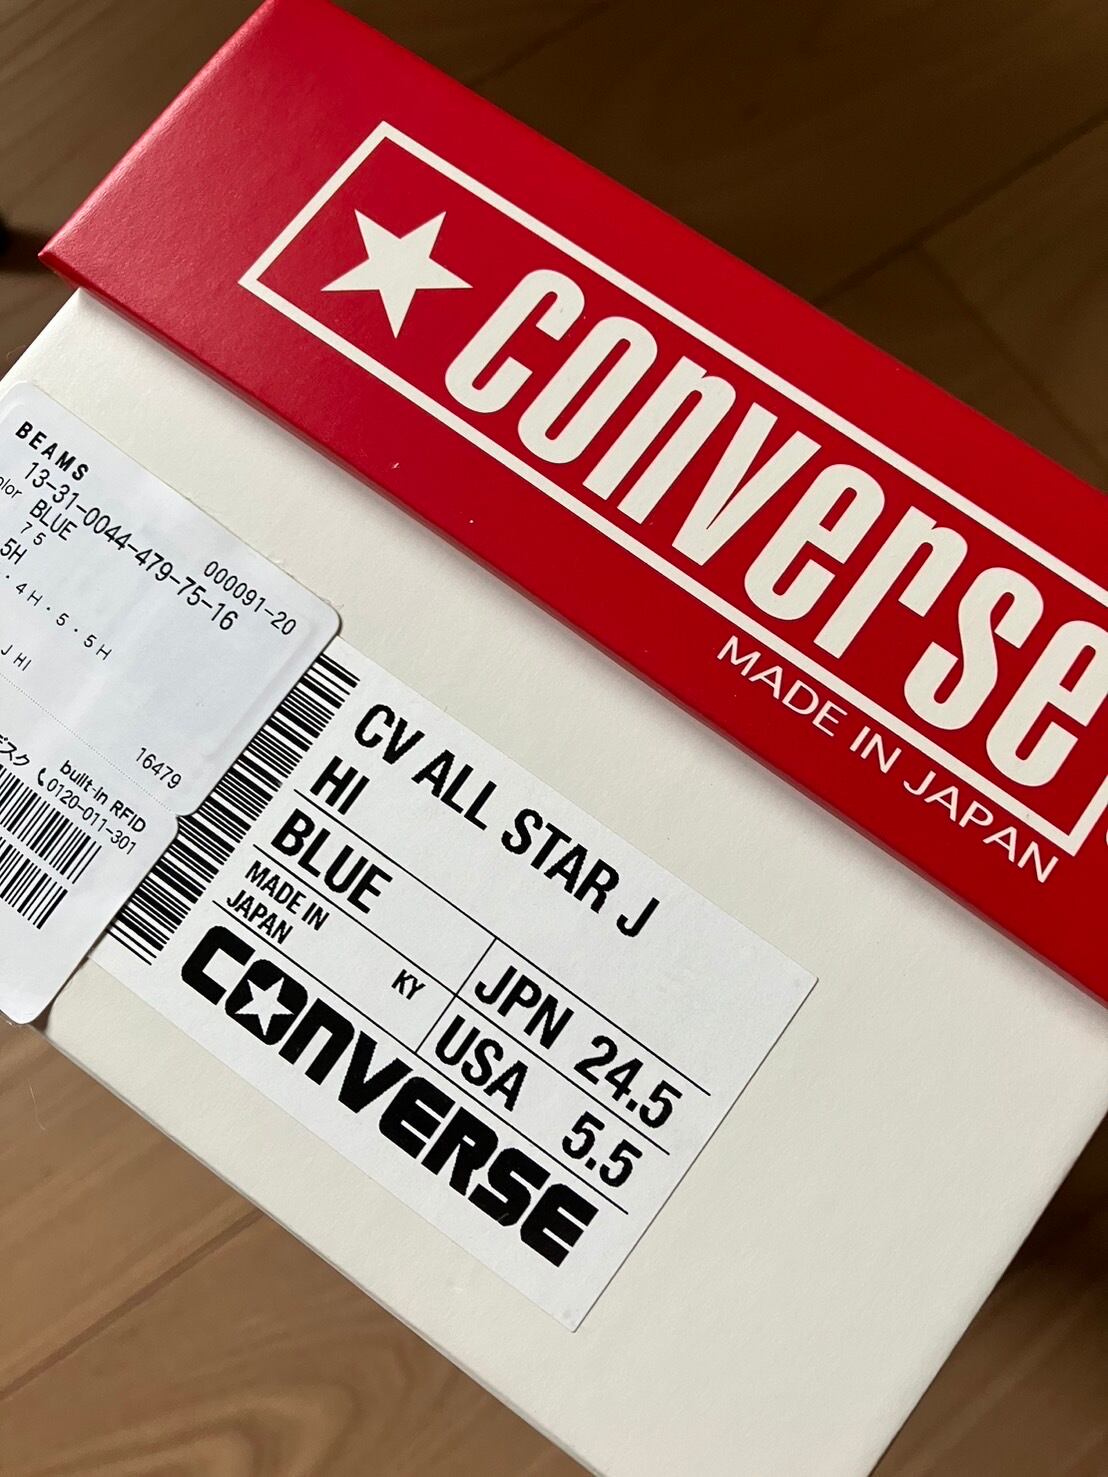 CONVERSE
MADE IN JAPAN
BEAMS
000091-20
13-31-0044-479-75-16
BLUE
75
5H
4H・5・5H
J HI
16479
built-in RFID
デスク 0120-011-301
CV ALL STAR J
HI
BLUE
MADE IN
JAPAN
KY
JPN 24.5
USA 5.5
CONVERSE